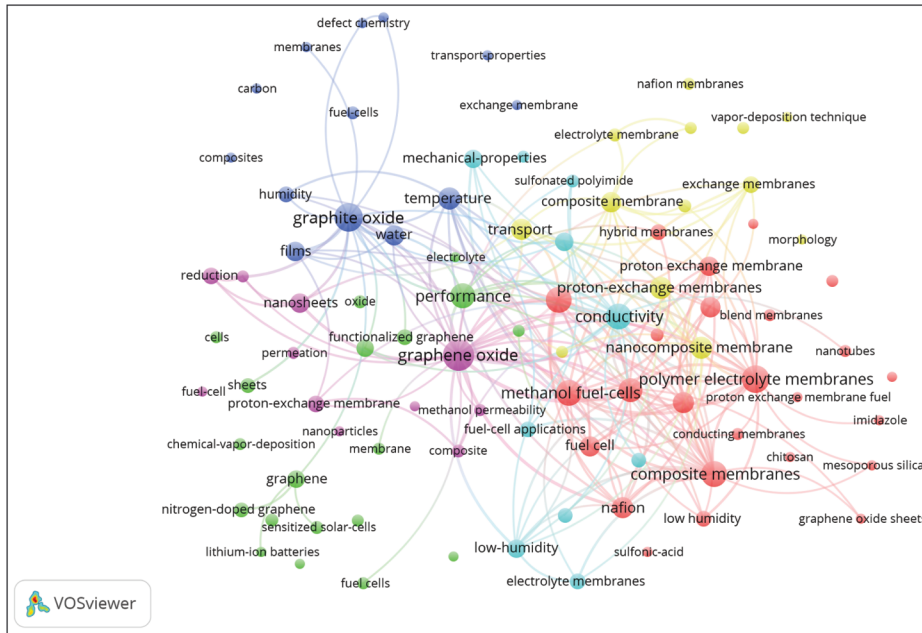 defect chemistry
membranes
transport-properties
carbon
nafion membranes
fuel-cells
exchange membrane
vapor-deposition technique
electrolyte membrane
composites
mechanical-properties
sulfonated polyimide
exchange membranes
humidity
temperature
composite membrane
graphite oxide
water
transport
hybrid membranes
films
electrolyte
morphology
reduction
proton exchange membrane
proton-exchange membranes
performance
nanosheets
oxide
conductivity
blend membranes
cells
functionalized graphene
permeation
graphene oxide
nanocomposite membrane
nanotubes
fuel-cell
sheets
methanol fuel-cells
polymer electrolyte membranes
proton exchange membrane fuel
proton-exchange membrane
methanol permeability
imidazole
nanoparticles
fuel-cell applications
conducting membranes
chemical-vapor-deposition
membrane
composite
fuel cell
chitosan
mesoporous silica
graphene
composite membranes
nitrogen-doped graphene
nafion
low humidity
graphene oxide sheets
sensitized solar-cells
lithium-ion batteries
low-humidity
sulfonic-acid
fuel cells
electrolyte membranes
VOSviewer